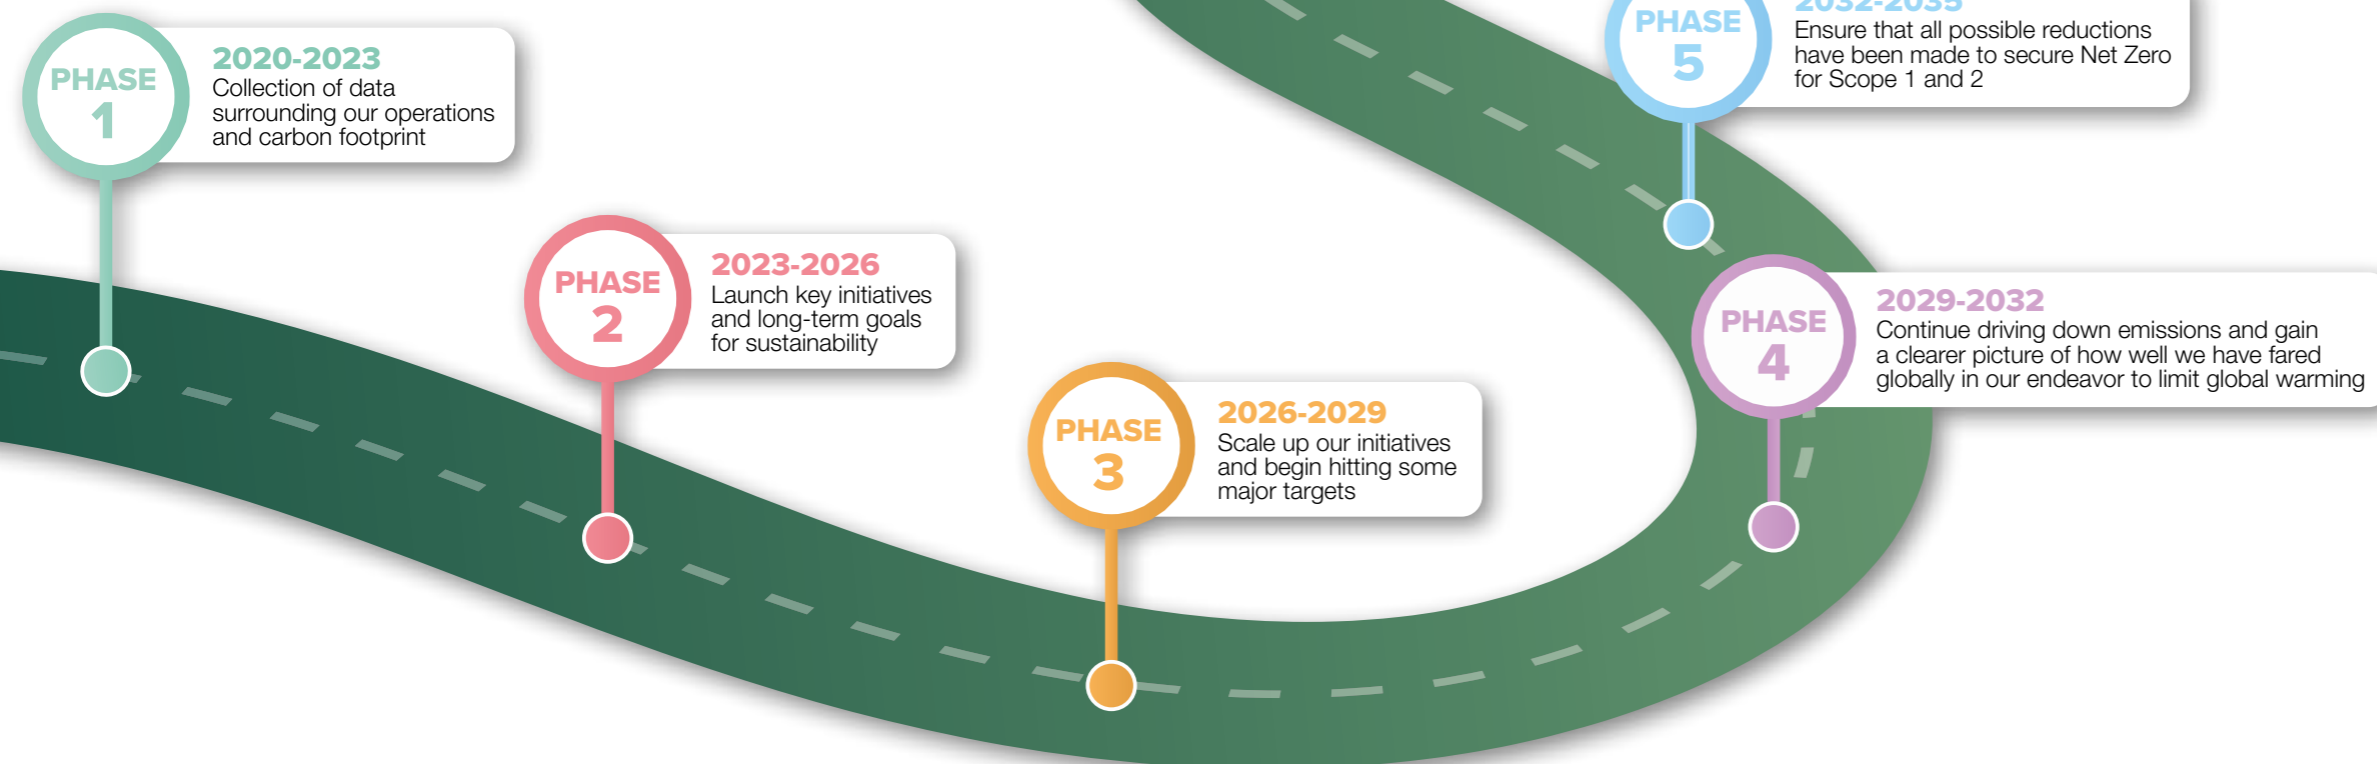 PHASE
1
2020-2023
Collection of data
surrounding our operations
and carbon footprint
PHASE
2
2023-2026
Launch key initiatives
and long-term goals
for sustainability
PHASE
3
2026-2029
Scale up our initiatives
and begin hitting some
major targets
PHASE
4
2029-2032
Continue driving down emissions and gain
a clearer picture of how well we have fared
globally in our endeavor to limit global warming
PHASE
5
2032-2035
Ensure that all possible reductions
have been made to secure Net Zero
for Scope 1 and 2